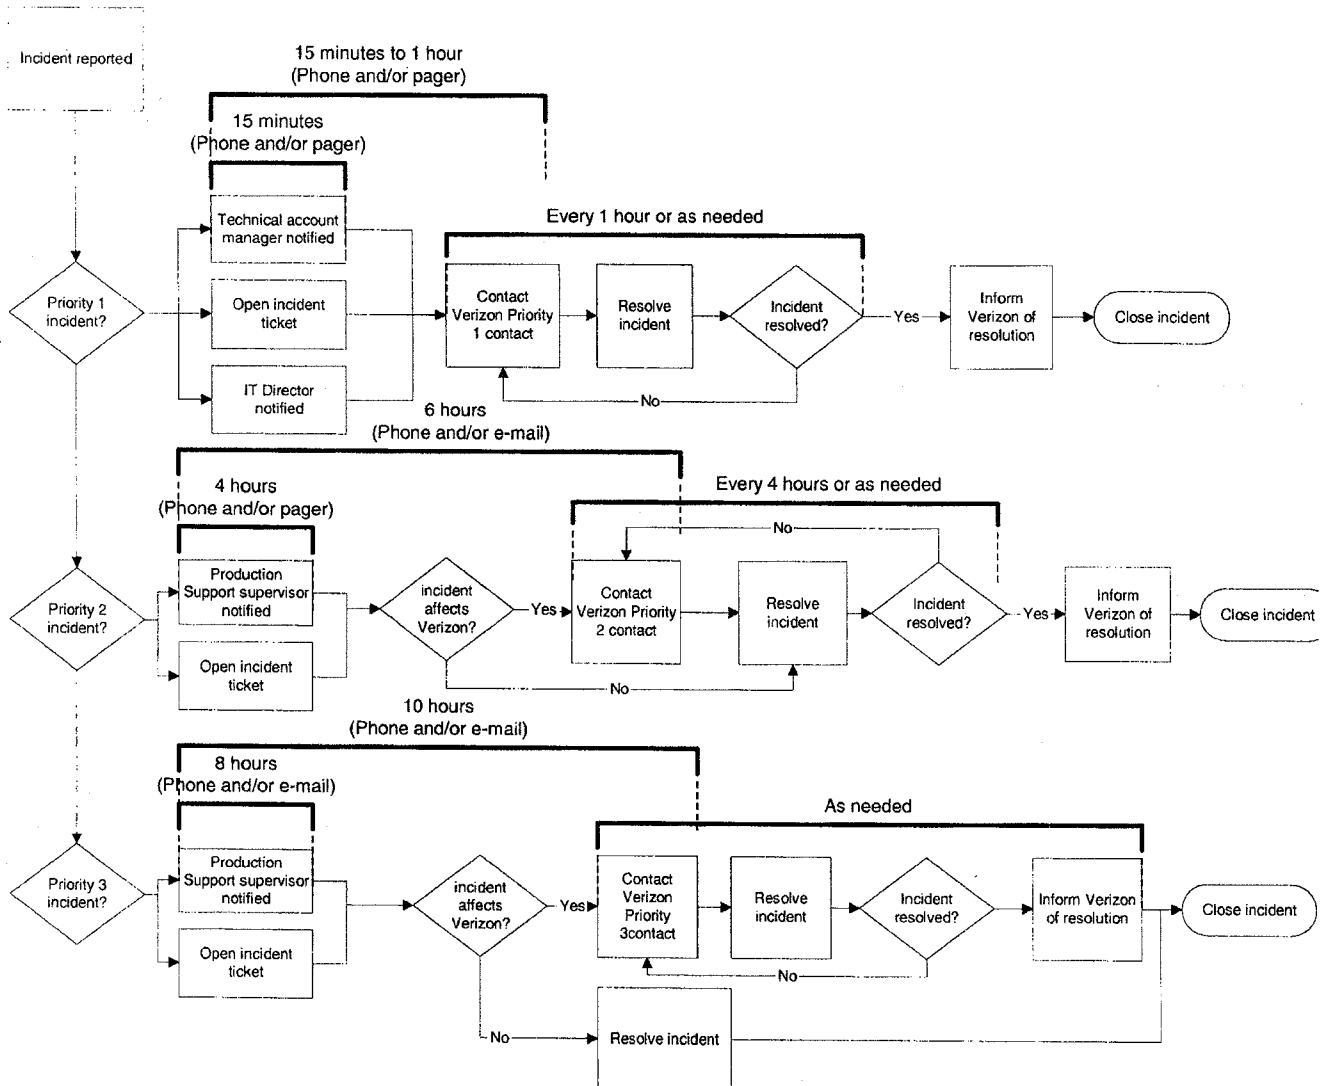 Incident reported
15 minutes to 1 hour
(Phone and/or pager)
15 minutes
(Phone and/or pager)
Technical account
manager notified
Every 1 hour or as needed
Priority 1
incident?
Open incident
ticket
Contact
Verizon Priority
1 contact
Resolve
incident
Incident
resolved?
Yes
Inform
Verizon of
resolution
Close incident
IT Director
notified
No
6 hours
(Phone and/or e-mail)
4 hours
(Phone and/or pager)
Every 4 hours or as needed
No
Priority 2
incident?
Production
Support supervisor
notified
incident
affects
Verizon?
Yes
Contact
Verizon Priority
2 contact
Resolve
incident
Incident
resolved?
Yes
Inform
Verizon of
resolution
Close incident
Open incident
ticket
No
10 hours
(Phone and/or e-mail)
8 hours
(Phone and/or e-mail)
As needed
Priority 3
incident?
Production
Support supervisor
notified
incident
affects
Verizon?
Yes
Contact
Verizon
Priority
3contact
Resolve
incident
Incident
resolved?
Inform Verizon
of resolution
Close incident
Open incident
ticket
No
No
Resolve incident